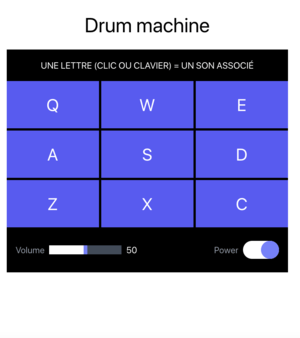 Drum machine
UNE LETTRE (CLIC OU CLAVIER) = UN SON ASSOCIÉ
Q W E
A S D
Z X C
Volume 50 Power